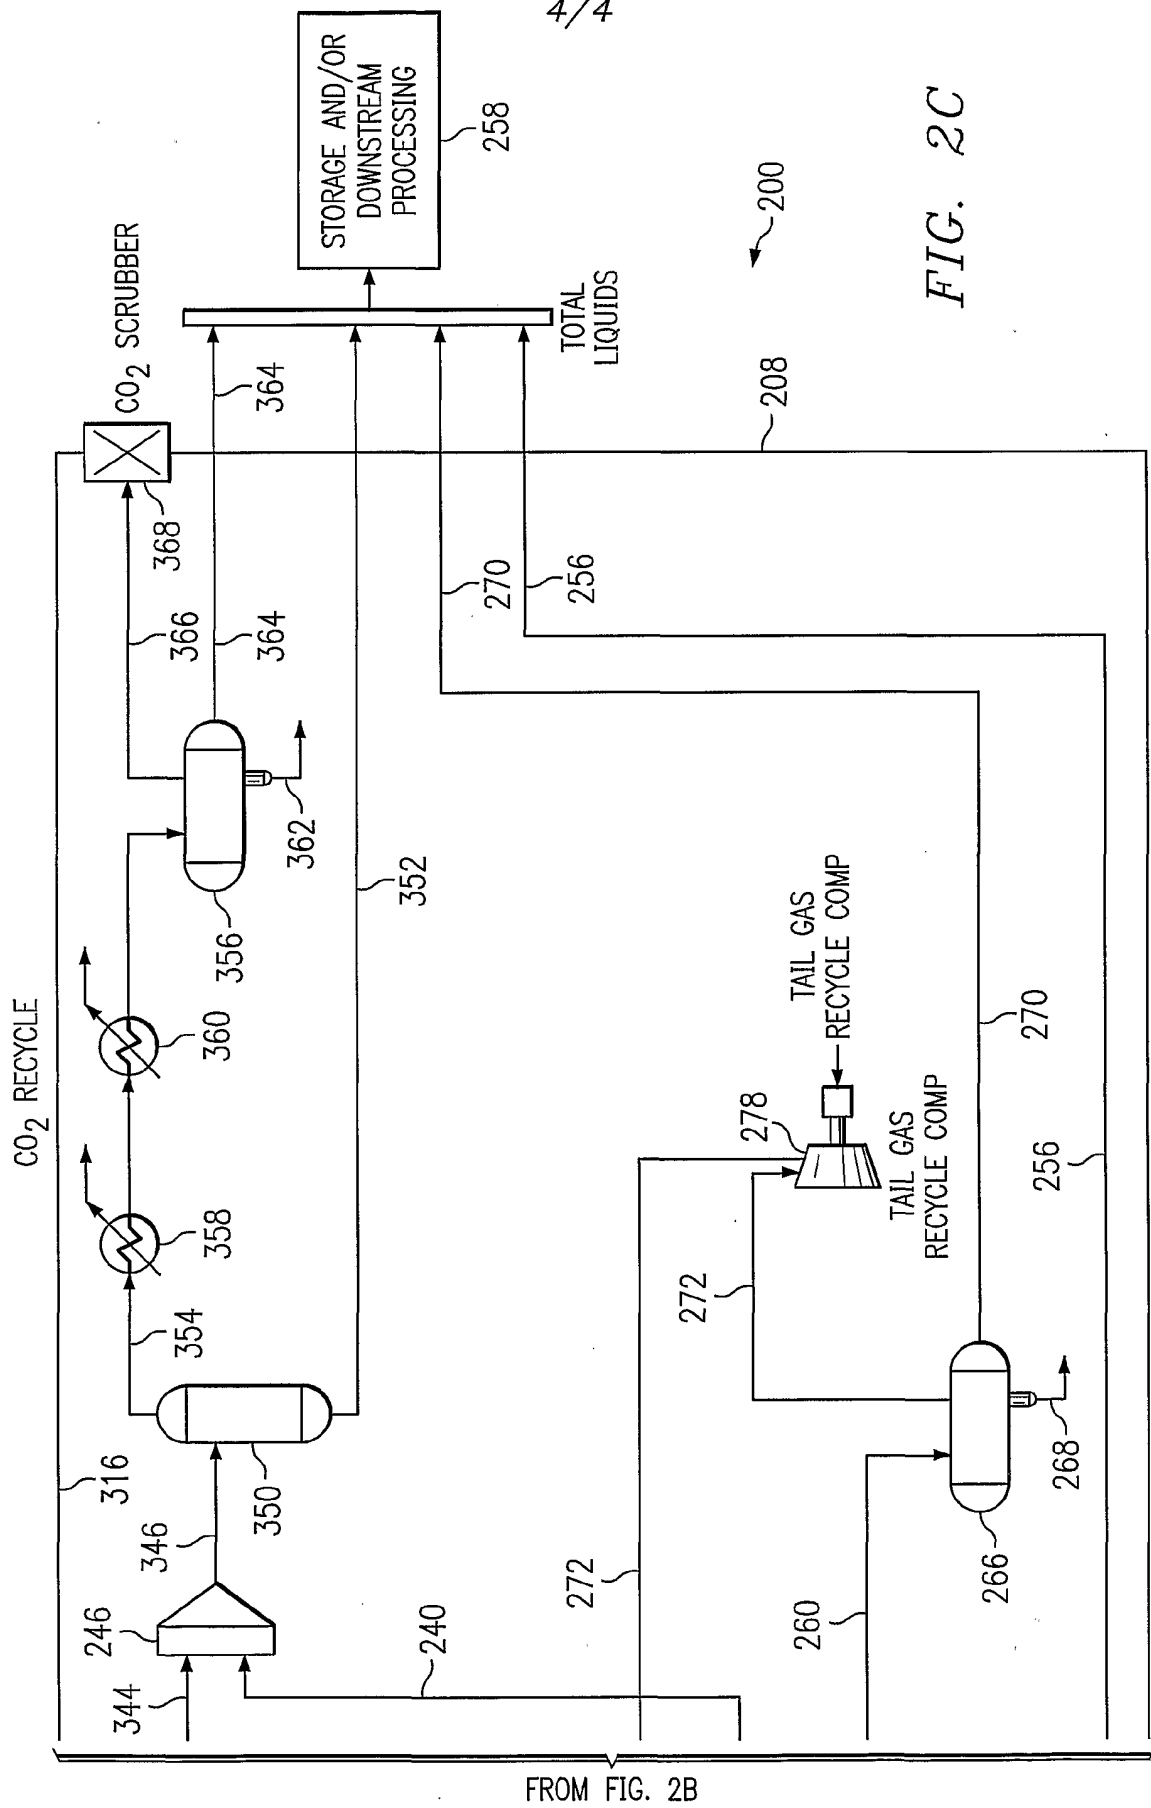 4/4
STORAGE AND/OR
DOWNSTREAM
PROCESSING
258
CO2 SCRUBBER
368
366
364
364
TOTAL
LIQUIDS
200
FIG. 2C
208
270
256
CO2 RECYCLE
316
360
358
354
356
362
352
350
346
246
344
240
TAIL GAS
RECYCLE COMP
278
TAIL GAS
RECYCLE COMP
272
272
270
256
260
266
268
FROM FIG. 2B